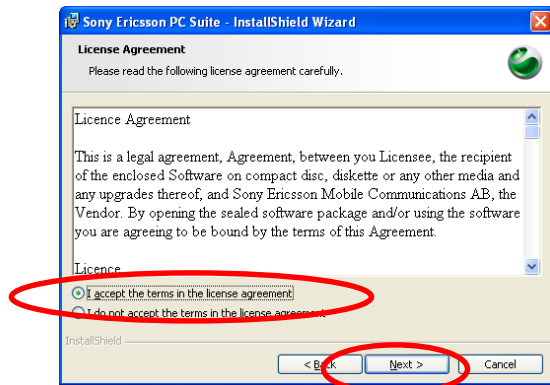 Sony Ericsson PC Suite - InstallShield Wizard
License Agreement
Please read the following license agreement carefully.
Licence Agreement
This is a legal agreement, Agreement, between you Licensee, the recipient
of the enclosed Software on compact disc, diskette or any other media and
any upgrades thereof, and Sony Ericsson Mobile Communications AB, the
Vendor. By opening the sealed software package and/or using the software
you are agreeing to be bound by the terms of this Agreement.
Licence
I accept the terms in the license agreement
I do not accept the terms in the license agreement
InstallShield
< Back
Next >
Cancel